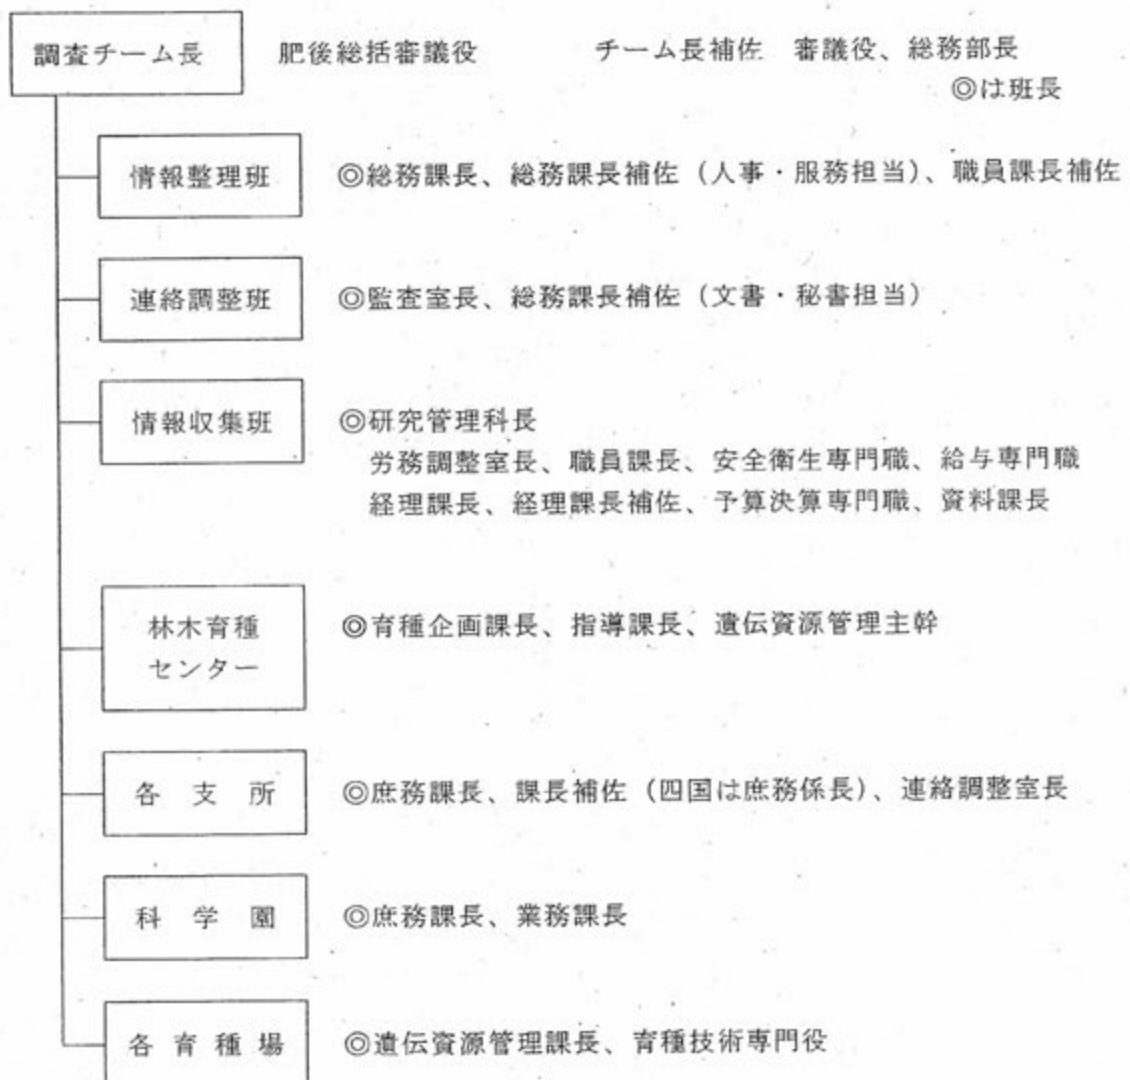 調査チーム長　肥後総括審議役　チーム長補佐　審議役、総務部長
◎は班長
情報整理班　◎総務課長、総務課長補佐（人事・服務担当）、職員課長補佐
連絡調整班　◎監査室長、総務課長補佐（文書・秘書担当）
情報収集班　◎研究管理科長
労務調整室長、職員課長、安全衛生専門職、給与専門職
経理課長、経理課長補佐、予算決算専門職、資料課長
林木育種
センター
◎育種企画課長、指導課長、遺伝資源管理主幹
各　支　所　◎庶務課長、課長補佐（四国は庶務係長）、連絡調整室長
科　学　園　◎庶務課長、業務課長
各 育 種 場　◎遺伝資源管理課長、育種技術専門役